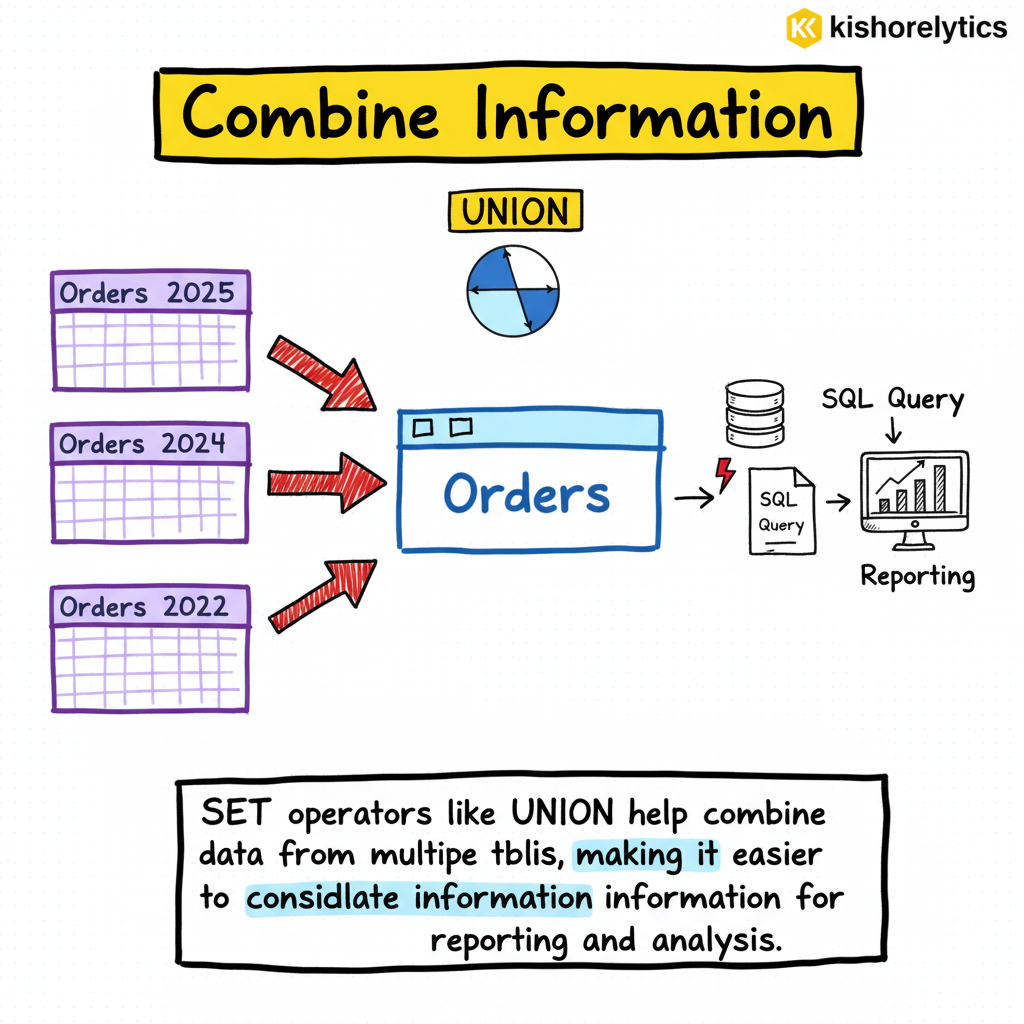 kishorelytics
Combine Information
UNION
Orders 2025
Orders 2024
Orders 2022
Orders
SQL Query
SQL
Query
Reporting
SET operators like UNION help combine
data from multipe tblis, making it easier
to considlate information information for
reporting and analysis.